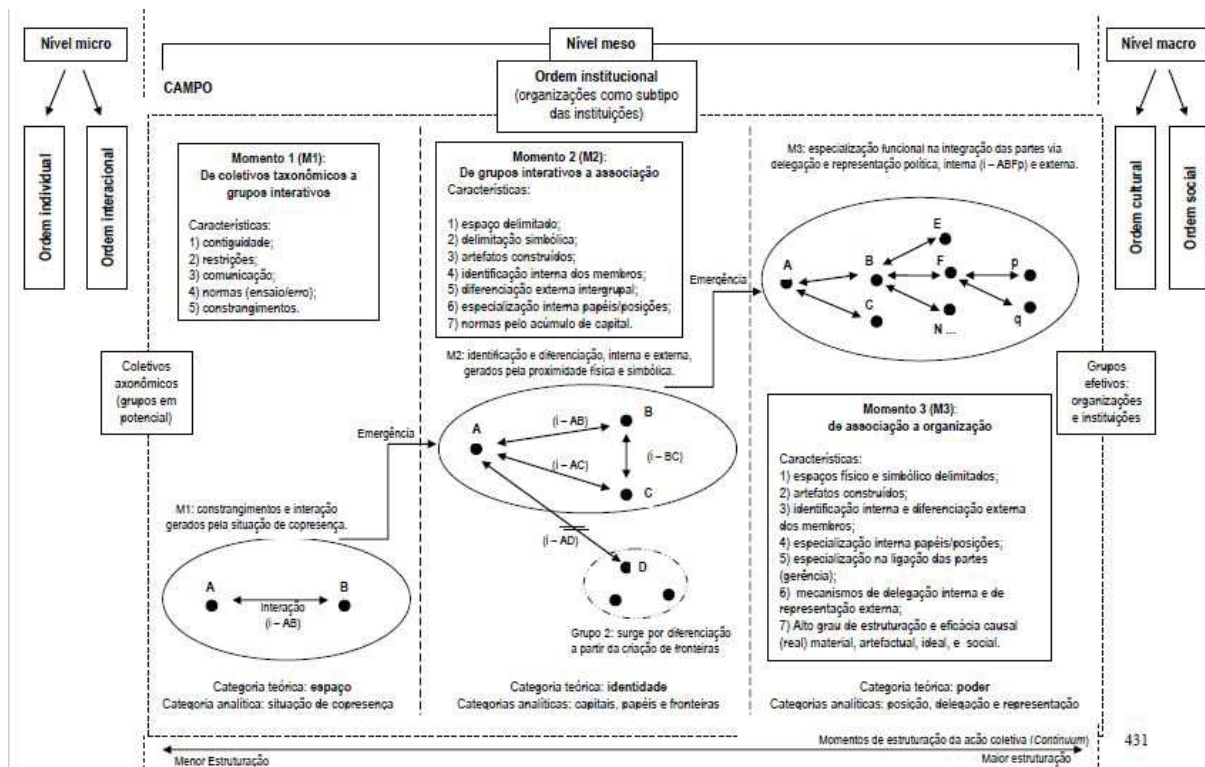 Nível micro
Nível meso
Nível macro
Ordem institucional
(organizações como subtipo
das instituições)
CAMPO
Ordem individual
Ordem interacional
Ordem cultural
Ordem social
Momento 1 (M1):
De coletivos taxonômicos a
grupos interativos
Características:
1) contiguidade;
2) restrições;
3) comunicação;
4) normas (ensaio/erro);
5) constrangimentos.
Coletivos
axonômicos
(grupos em
potencial)
M1: constrangimentos e interação
gerados pela situação de copresença.
A
B
Interação
(i – AB)
Categoria teórica: espaço
Categoria analítica: situação de copresença
Emergência
Momento 2 (M2):
De grupos interativos a associação
Características:
1) espaço delimitado;
2) delimitação simbólica;
3) artefatos construídos;
4) identificação interna dos membros;
5) diferenciação externa intergrupal;
6) especialização interna papéis/posições;
7) normas pelo acúmulo de capital.
M2: identificação e diferenciação, interna e externa,
gerados pela proximidade física e simbólica.
A
(i – AB)
B
(i – AC)
(i – BC)
C
(i – AD)
D
Grupo 2: surge por diferenciação
a partir da criação de fronteiras
Categoria teórica: identidade
Categorias analíticas: capitais, papéis e fronteiras
Emergência
M3: especialização funcional na integração das partes via
delegação e representação política, interna (i – ABFp) e externa.
E
A
B
F
p
C
N ...
q
Grupos
efetivos:
organizações
e instituições
Momento 3 (M3):
de associação a organização
Características:
1) espaços físico e simbólico delimitados;
2) artefatos construídos;
3) identificação interna e diferenciação externa
dos membros;
4) especialização interna papéis/posições;
5) especialização na ligação das partes
(gerência);
6) mecanismos de delegação interna e de
representação externa;
7) Alto grau de estruturação e eficácia causal
(real) material, artefactual, ideal, e social.
Categoria teórica: poder
Categorias analíticas: posição, delegação e representação
Momentos de estruturação da acão coletiva (Continuum)
Menor Estruturação
Maior estruturação
431